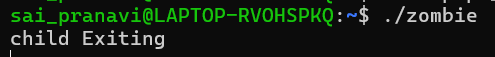 sai_pranavi@LAPTOP-RVOHSPKQ:~$ ./zombie
child Exiting